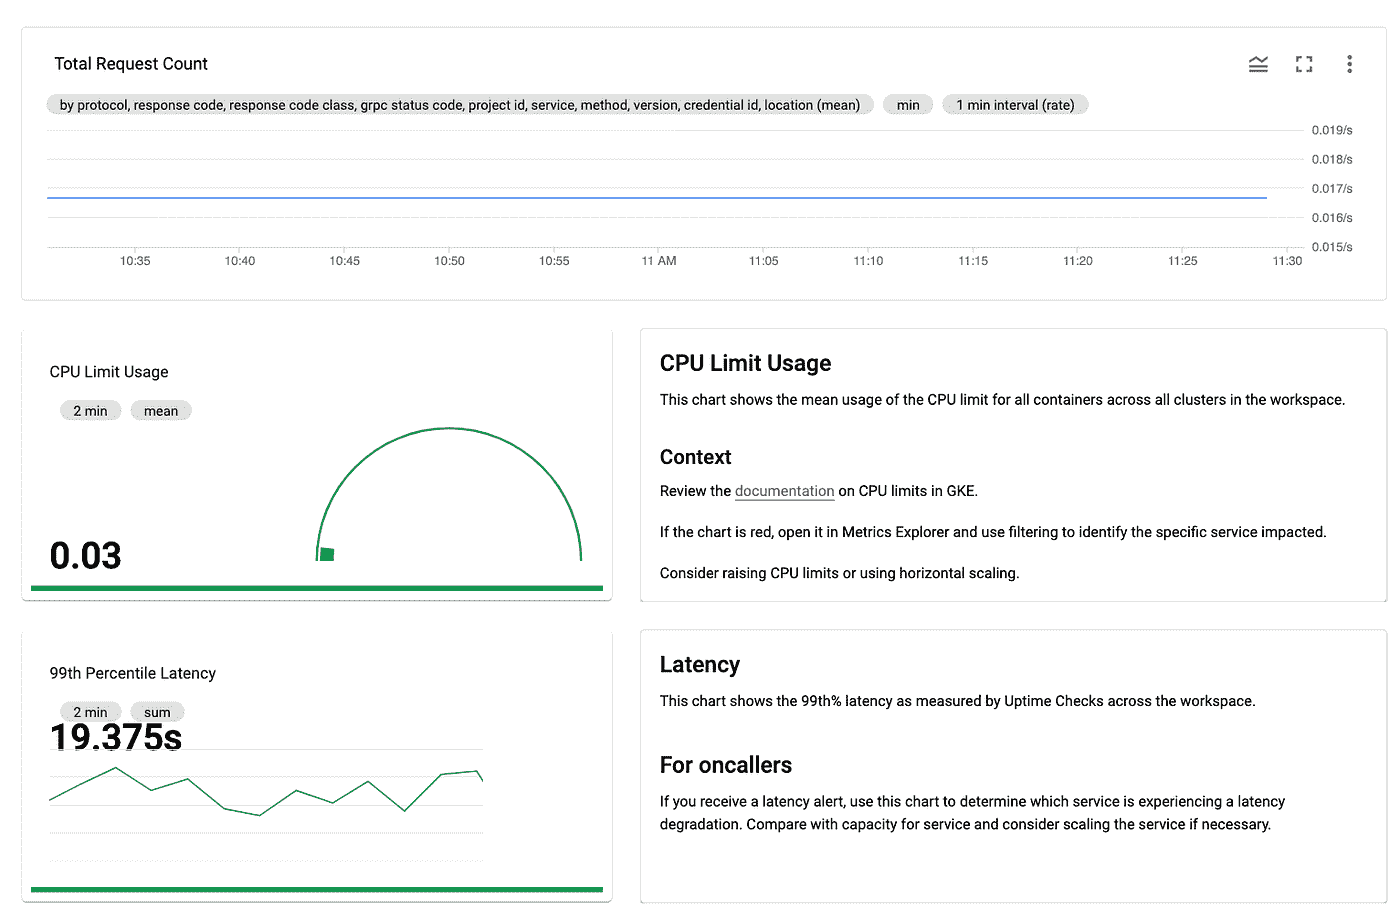 Total Request Count
by protocol, response code, response code class, grpc status code, project id, service, method, version, credential id, location (mean)
min
1 min interval (rate)
0.019/s
0.018/s
0.017/s
0.016/s
0.015/s
10:35
10:40
10:45
10:50
10:55
11 AM
11:05
11:10
11:15
11:20
11:25
11:30
CPU Limit Usage
2 min
mean
0.03
CPU Limit Usage
This chart shows the mean usage of the CPU limit for all containers across all clusters in the workspace.
Context
Review the documentation on CPU limits in GKE.
If the chart is red, open it in Metrics Explorer and use filtering to identify the specific service impacted.
Consider raising CPU limits or using horizontal scaling.
99th Percentile Latency
2 min
sum
19.375s
Latency
This chart shows the 99th% latency as measured by Uptime Checks across the workspace.
For oncallers
If you receive a latency alert, use this chart to determine which service is experiencing a latency
degradation. Compare with capacity for service and consider scaling the service if necessary.